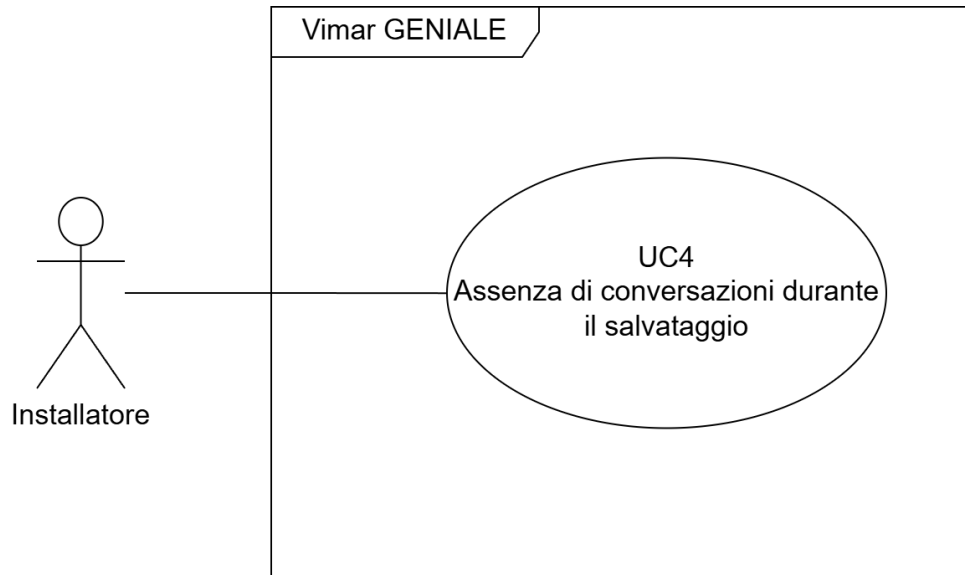 Vimar GENIALE
UC4
Assenza di conversazioni durante
il salvataggio
Installatore